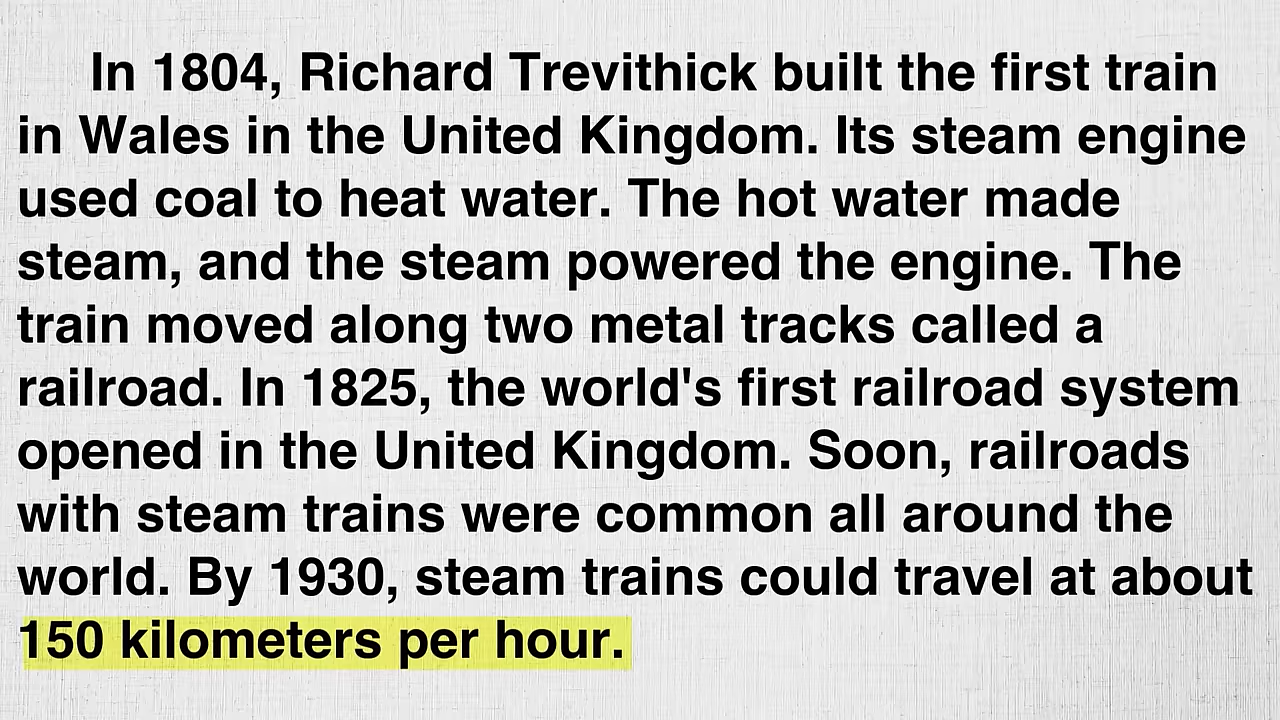 In 1804, Richard Trevithick built the first train
in Wales in the United Kingdom. Its steam engine
used coal to heat water. The hot water made
steam, and the steam powered the engine. The
train moved along two metal tracks called a
railroad. In 1825, the world's first railroad system
opened in the United Kingdom. Soon, railroads
with steam trains were common all around the
world. By 1930, steam trains could travel at about
150 kilometers per hour.